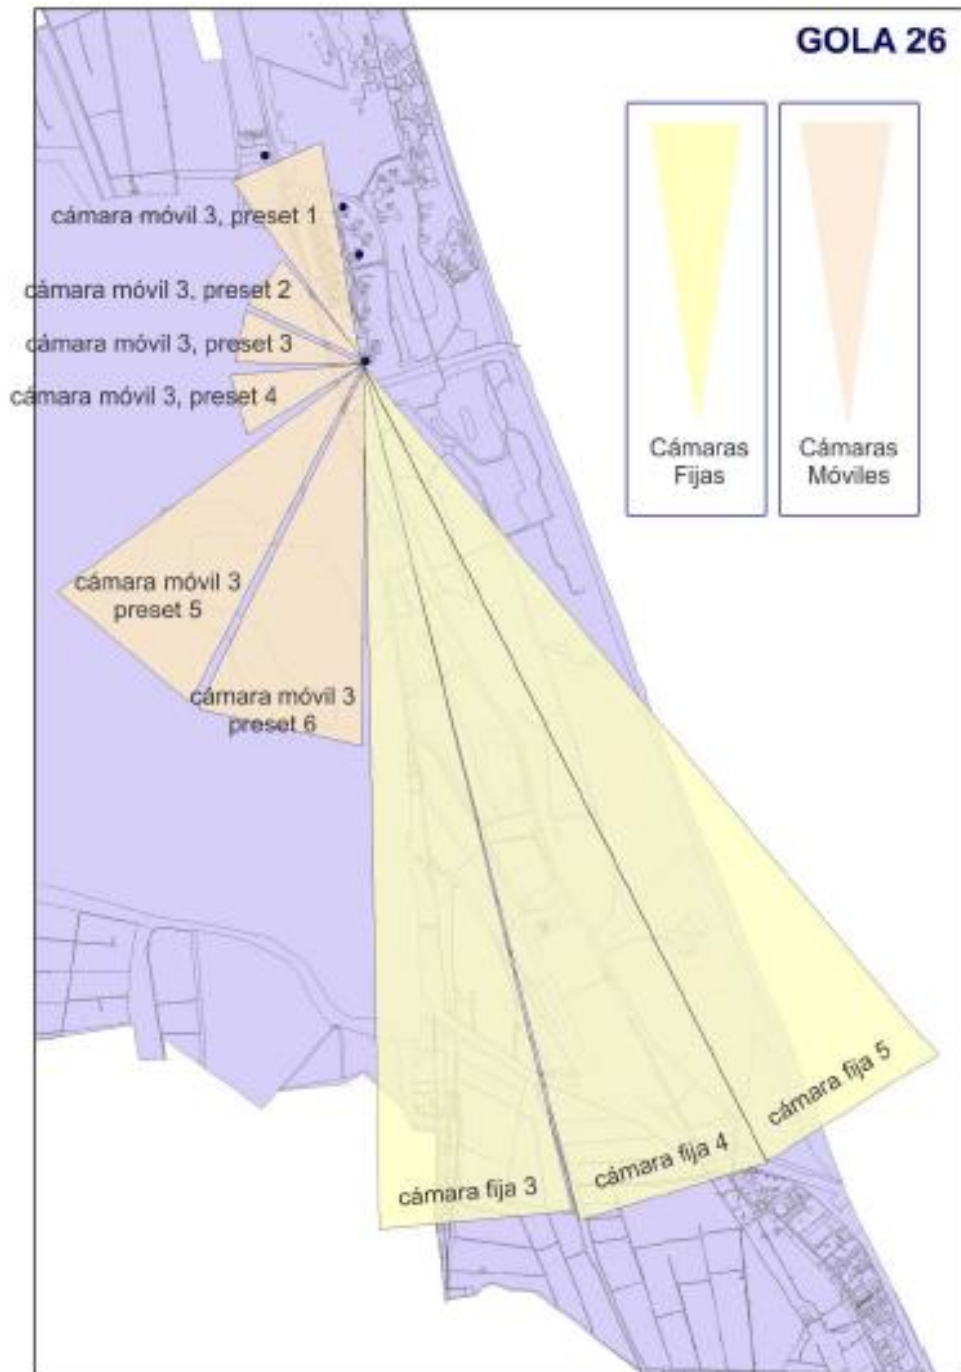 GOLA 26
Cámaras
Fijas
Cámaras
Móviles
cámara móvil 3, preset 1
cámara móvil 3, preset 2
cámara móvil 3, preset 3
cámara móvil 3, preset 4
cámara móvil 3
preset 5
cámara móvil 3
preset 6
cámara fija 3
cámara fija 4
cámara fija 5